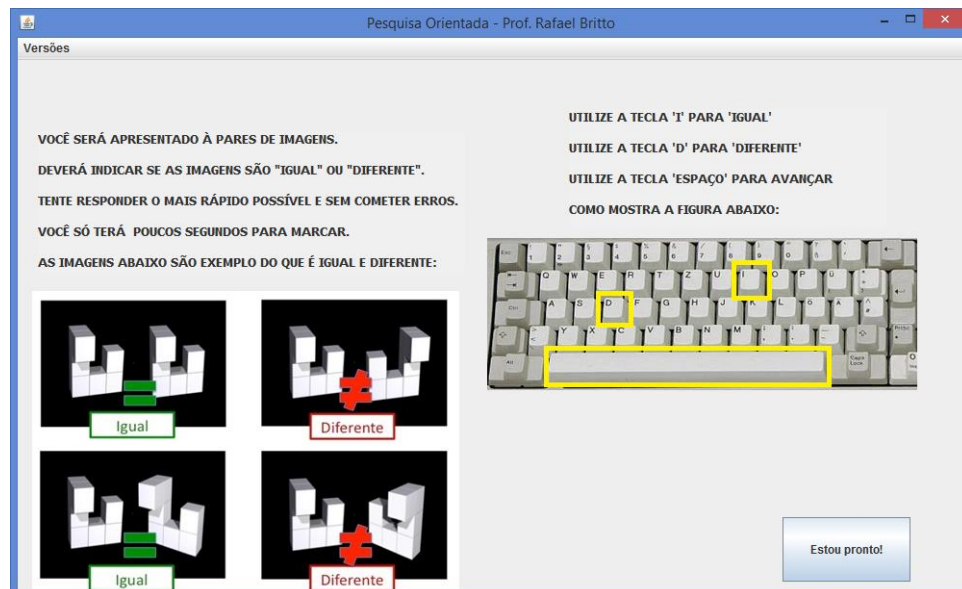 Pesquisa Orientada - Prof. Rafael Britto
Versões
VOCÊ SERÁ APRESENTADO À PARES DE IMAGENS.
DEVERÁ INDICAR SE AS IMAGENS SÃO "IGUAL" OU "DIFERENTE".
TENTE RESPONDER O MAIS RÁPIDO POSSÍVEL E SEM COMETER ERROS.
VOCÊ SÓ TERÁ POUCOS SEGUNDOS PARA MARCAR.
AS IMAGENS ABAIXO SÃO EXEMPLO DO QUE É IGUAL E DIFERENTE:
Igual
Diferente
Igual
Diferente
UTILIZE A TECLA 'I' PARA 'IGUAL'
UTILIZE A TECLA 'D' PARA 'DIFERENTE'
UTILIZE A TECLA 'ESPAÇO' PARA AVANÇAR
COMO MOSTRA A FIGURA ABAIXO:
Q W E R T Z U I O P Ü
A S D F G H J K L Ö Ä
Y X C V B N M
Caps Lock
Estou pronto!